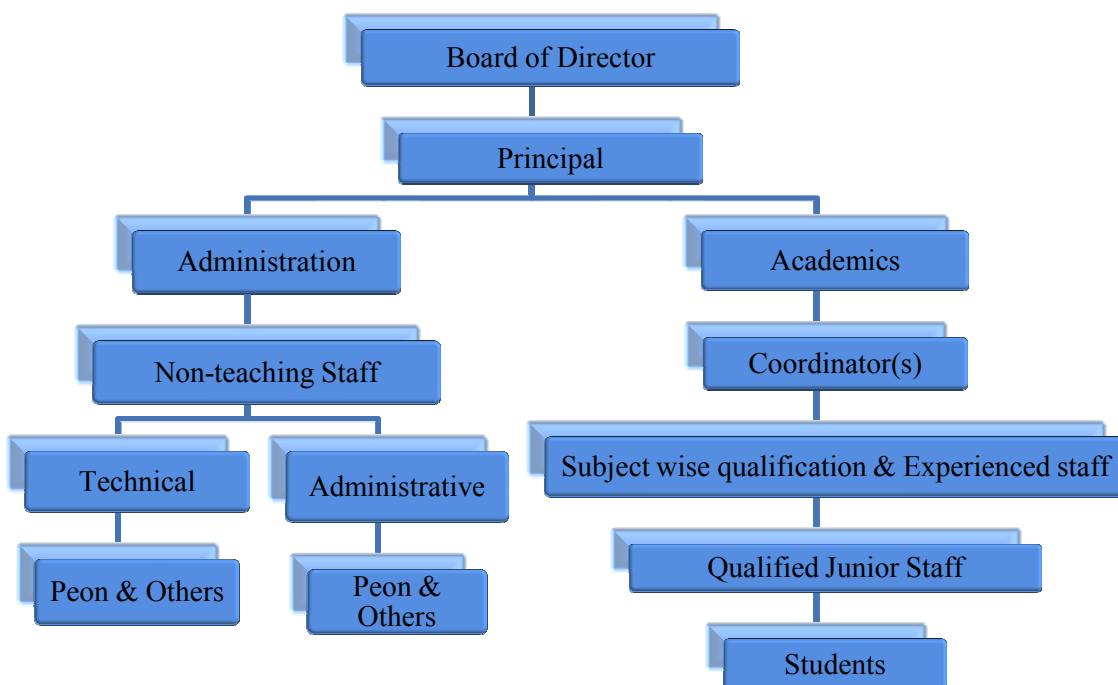 Board of Director
Principal
Administration
Academics
Non-teaching Staff
Coordinator(s)
Technical
Administrative
Subject wise qualification & Experienced staff
Peon & Others
Peon &
Others
Qualified Junior Staff
Students